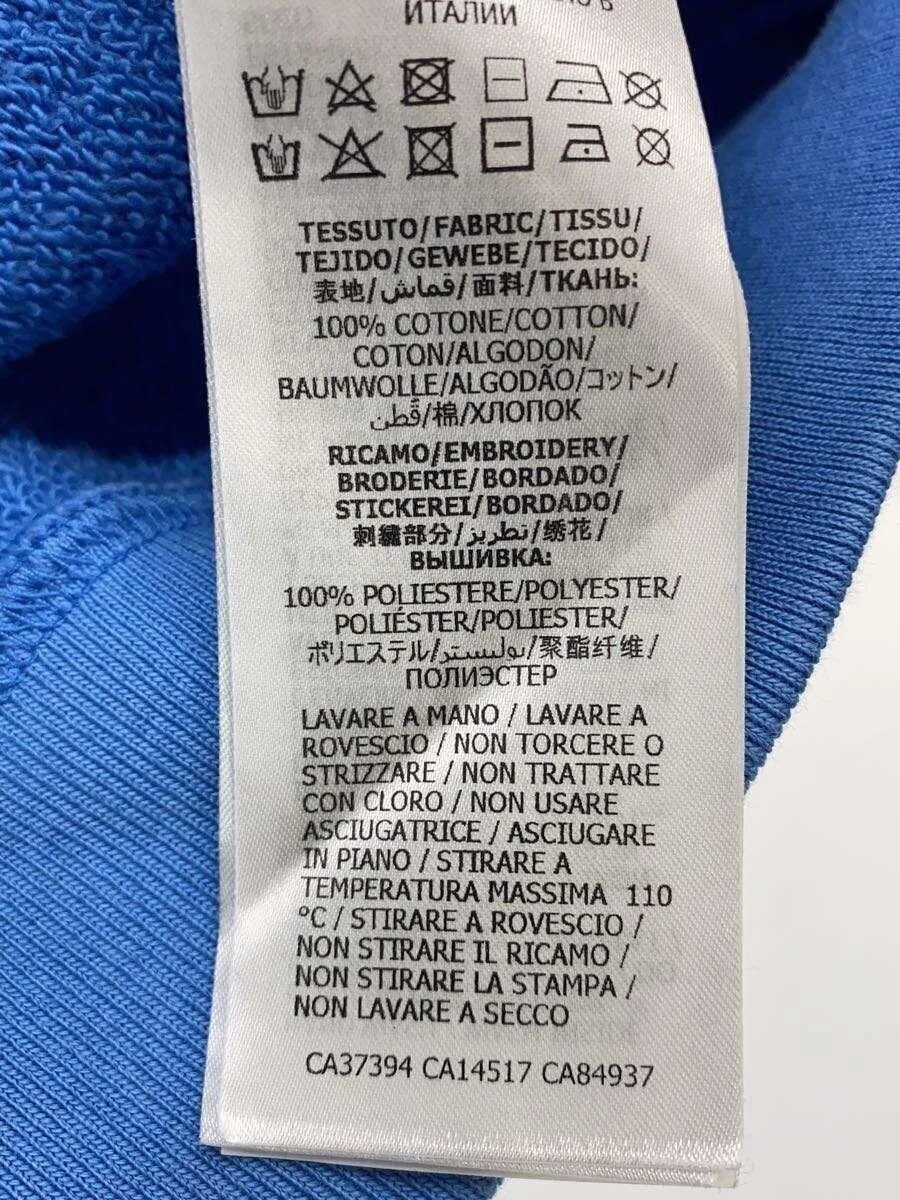 ИТАЛИИ
TESSUTO/FABRIC/TISSU/
TEJIDO/GEWEBE/TECIDO/
表地/قماش/面料/ТКАНЬ:
100% COTONE/COTTON/
COTON/ALGODON/
BAUMWOLLE/ALGODÃO/コットン/
قُطن/棉/ХЛОПОК
RICAMO/EMBROIDERY/
BRODERIE/BORDADO/
STICKEREI/BORDADO/
刺繍部分/تطريز/绣花/
ВЫШИВКА:
100% POLIESTERE/POLYESTER/
POLIÉSTER/POLIESTER/
ポリエステル/بوليستر/聚酯纤维/
ПОЛИЭСТЕР
LAVARE A MANO / LAVARE A
ROVESCIO / NON TORCERE O
STRIZZARE / NON TRATTARE
CON CLORO / NON USARE
ASCIUGATRICE / ASCIUGARE
IN PIANO / STIRARE A
TEMPERATURA MASSIMA 110
°C / STIRARE A ROVESCIO /
NON STIRARE IL RICAMO /
NON STIRARE LA STAMPA /
NON LAVARE A SECCO
CA37394 CA14517 CA84937